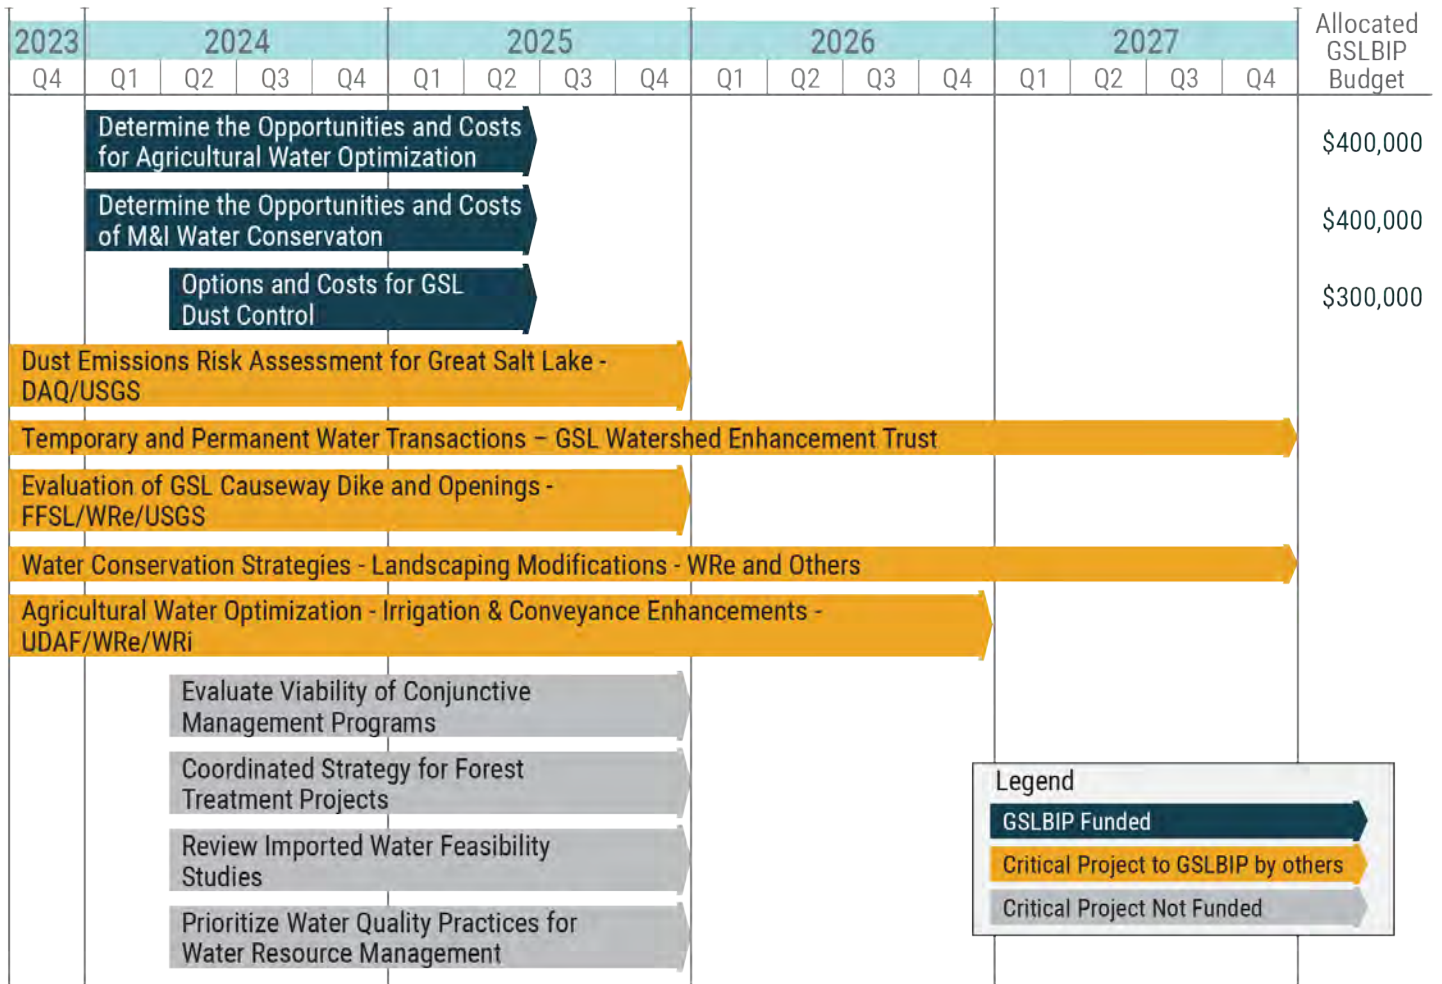 2023 2024 2025 2026 2027 Allocated
GSLBIP
Budget
Q4 Q1 Q2 Q3 Q4 Q1 Q2 Q3 Q4 Q1 Q2 Q3 Q4 Q1 Q2 Q3 Q4
Determine the Opportunities and Costs
for Agricultural Water Optimization
$400,000
Determine the Opportunities and Costs
of M&I Water Conservaton
$400,000
Options and Costs for GSL
Dust Control
$300,000
Dust Emissions Risk Assessment for Great Salt Lake -
DAQ/USGS
Temporary and Permanent Water Transactions – GSL Watershed Enhancement Trust
Evaluation of GSL Causeway Dike and Openings -
FFSL/WRe/USGS
Water Conservation Strategies - Landscaping Modifications - WRe and Others
Agricultural Water Optimization - Irrigation & Conveyance Enhancements -
UDAF/WRe/WRi
Evaluate Viability of Conjunctive
Management Programs
Coordinated Strategy for Forest
Treatment Projects
Review Imported Water Feasibility
Studies
Prioritize Water Quality Practices for
Water Resource Management
Legend
GSLBIP Funded
Critical Project to GSLBIP by others
Critical Project Not Funded